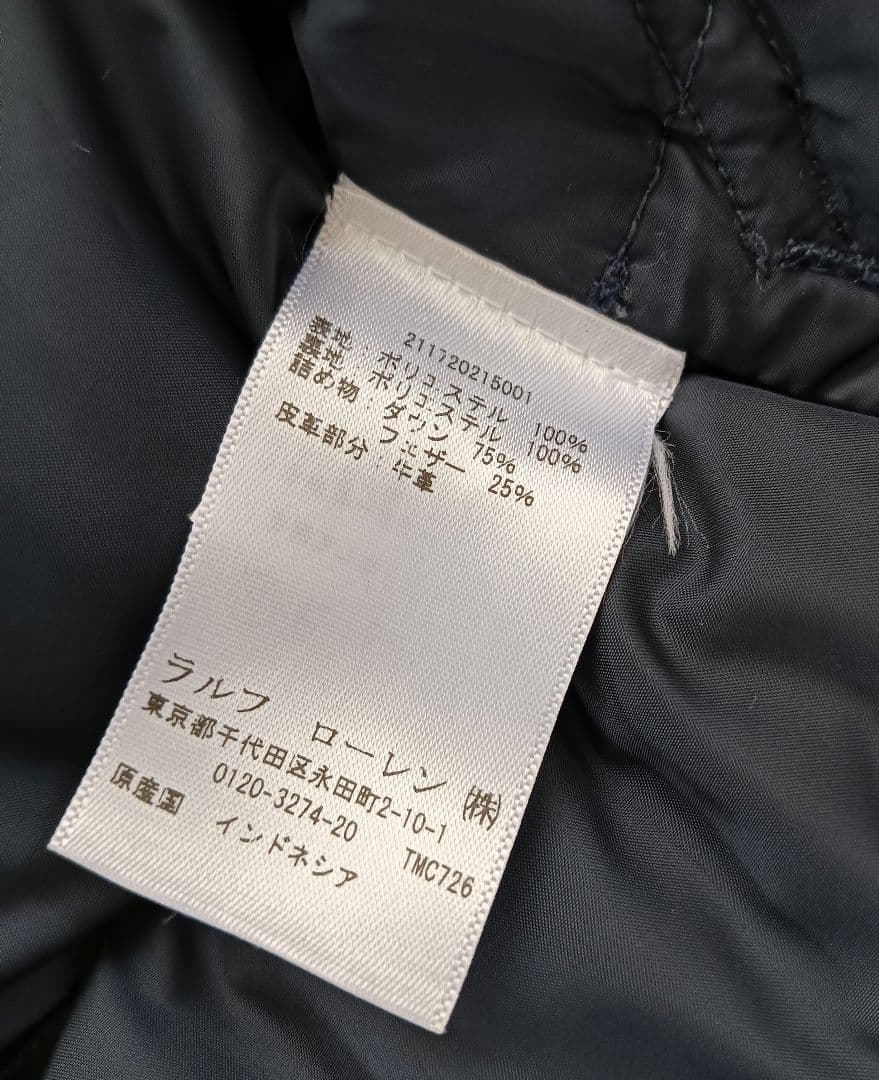 211720215001
表地 : ポリエステル 100%
裏地 : ポリエステル 100%
詰め物 : ダウン 75%
フェザー 25%
皮革部分 : 牛革
ラルフ ローレン (株)
東京都千代田区永田町2-10-1
0120-3274-20 TMC726
原産国 インドネシア